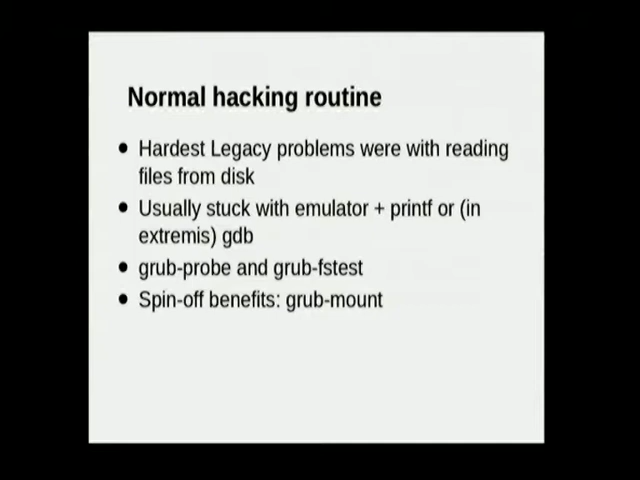 Normal hacking routine
Hardest Legacy problems were with reading
files from disk
Usually stuck with emulator + printf or (in
extremis) gdb
grub-probe and grub-fstest
Spin-off benefits: grub-mount